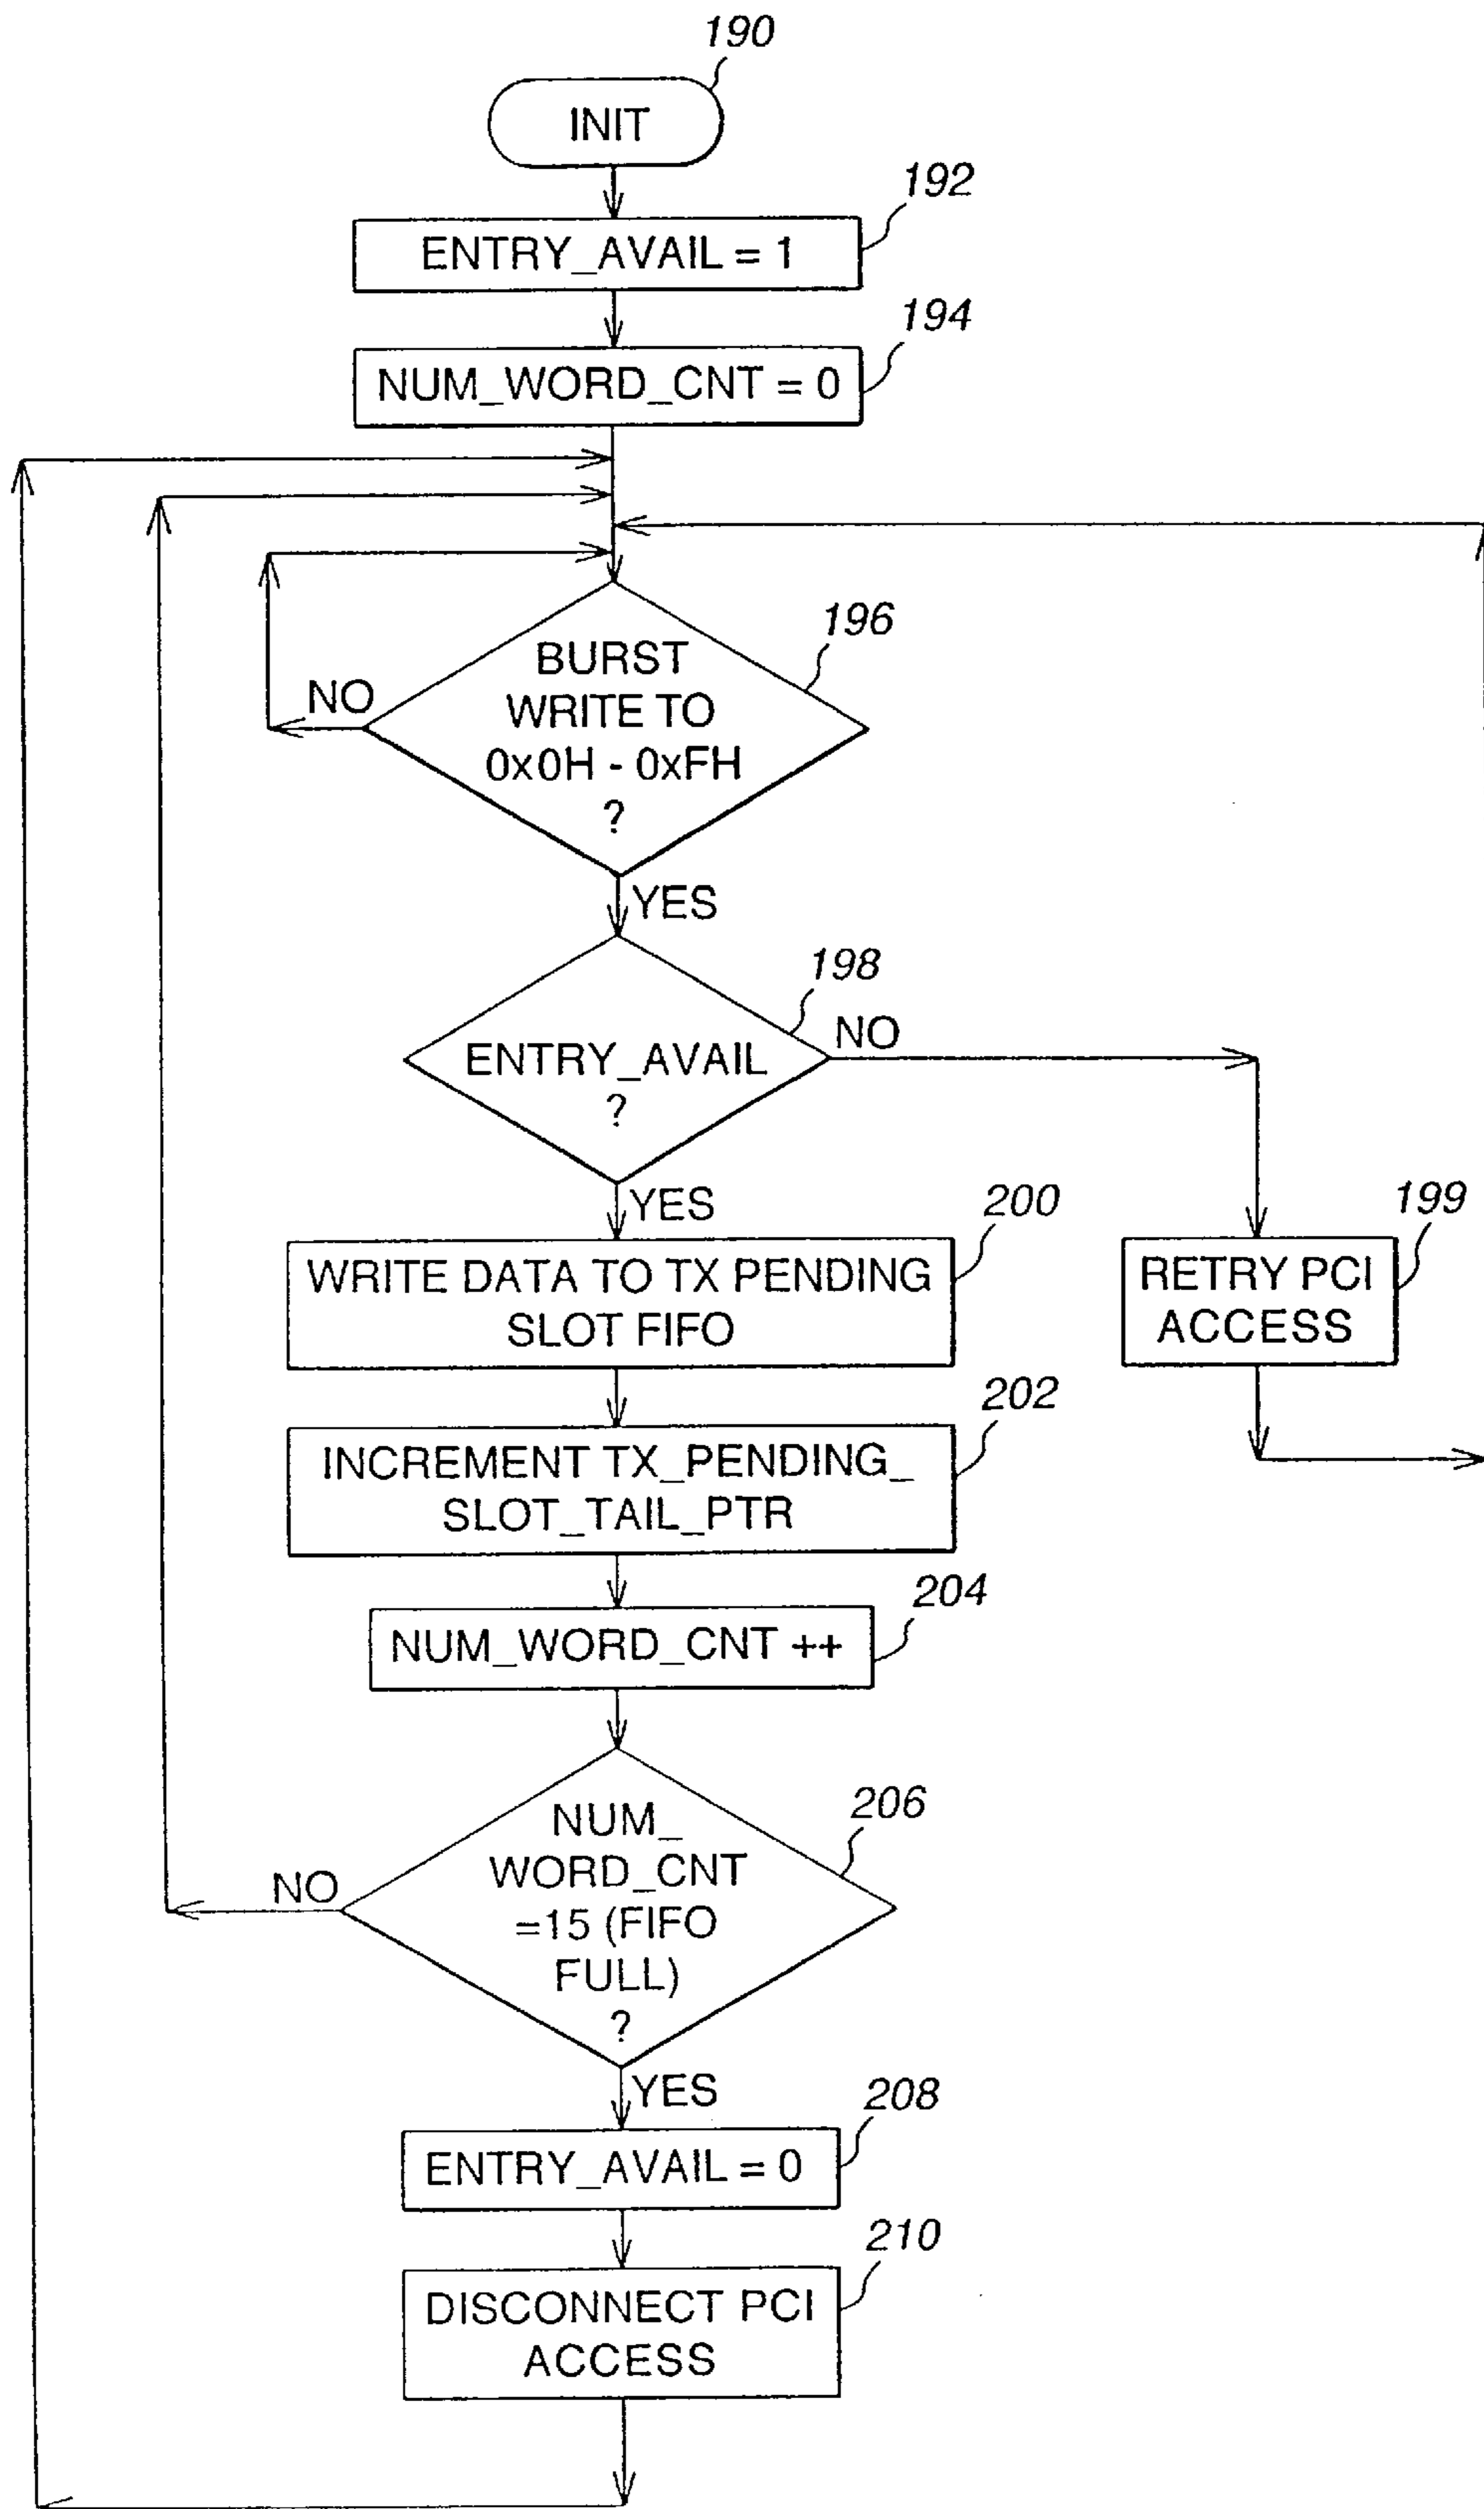 190
INIT
192
ENTRY_AVAIL = 1
194
NUM_WORD_CNT = 0
196
BURST
WRITE TO
0x0H - 0xFH
?
NO
YES
198
ENTRY_AVAIL
?
NO
YES
200
WRITE DATA TO TX PENDING
SLOT FIFO
199
RETRY PCI
ACCESS
202
INCREMENT TX_PENDING_
SLOT_TAIL_PTR
204
NUM_WORD_CNT ++
206
NUM_
WORD_CNT
=15 (FIFO
FULL)
?
NO
YES
208
ENTRY_AVAIL = 0
210
DISCONNECT PCI
ACCESS